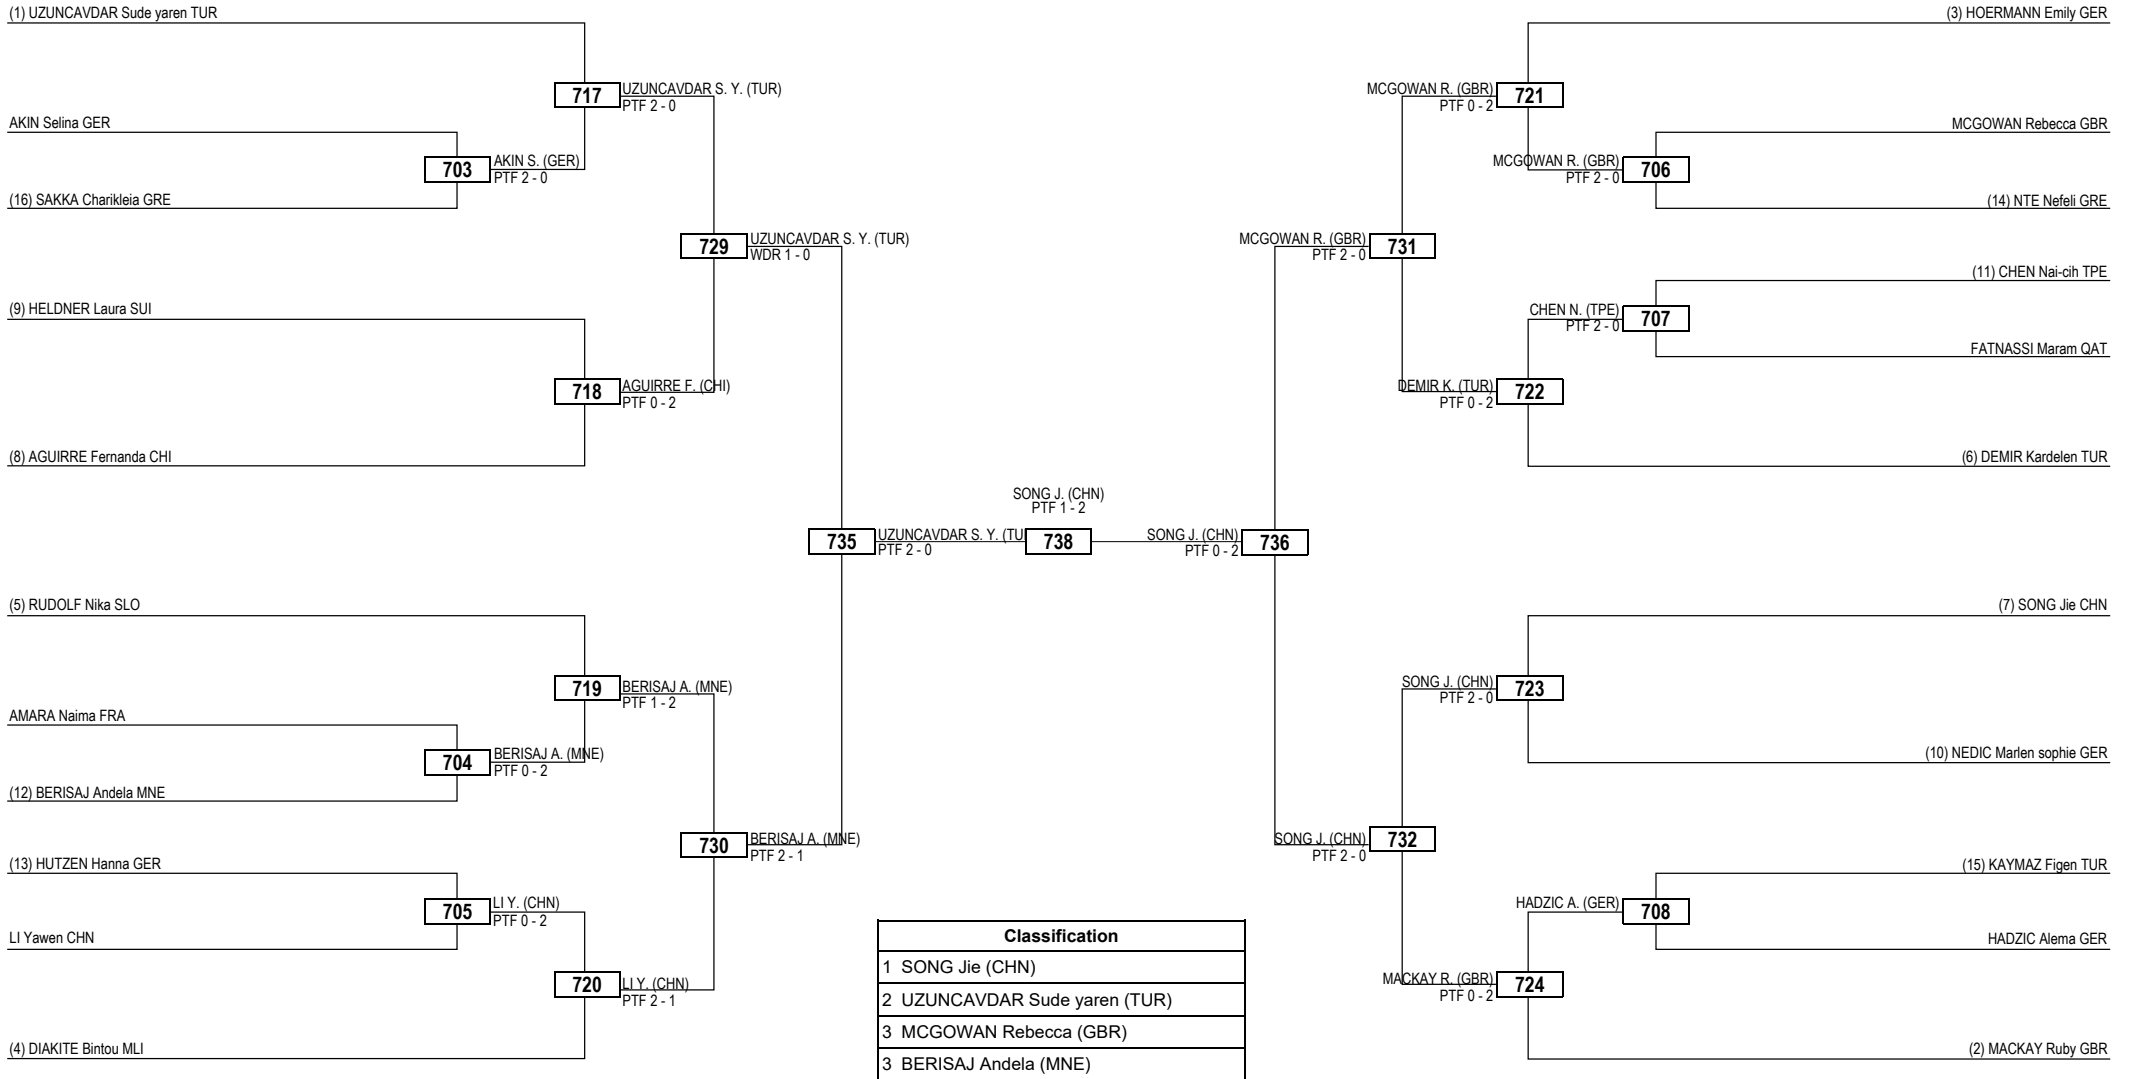 (1) UZUNCAVDAR Sude yaren TUR
717
UZUNCAVDAR S. Y. (TUR)
PTF 2 - 0
AKIN Selina GER
703
AKIN S. (GER)
PTF 2 - 0
(16) SAKKA Charikleia GRE
729
UZUNCAVDAR S. Y. (TUR)
WDR 1 - 0
(9) HELDNER Laura SUI
718
AGUIRRE F. (CHI)
PTF 0 - 2
(8) AGUIRRE Fernanda CHI
735
UZUNCAVDAR S. Y. (TU
PTF 2 - 0
(5) RUDOLF Nika SLO
719
BERISAJ A. (MNE)
PTF 1 - 2
AMARA Naima FRA
704
BERISAJ A. (MNE)
PTF 0 - 2
(12) BERISAJ Andela MNE
730
BERISAJ A. (MNE)
PTF 2 - 1
(13) HUTZEN Hanna GER
705
LI Y. (CHN)
PTF 0 - 2
LI Yawen CHN
720
LI Y. (CHN)
PTF 2 - 1
(4) DIAKITE Bintou MLI
SONG J. (CHN)
PTF 1 - 2
738
(3) HOERMANN Emily GER
MCGOWAN R. (GBR)
PTF 0 - 2
721
MCGOWAN Rebecca GBR
MCGOWAN R. (GBR)
PTF 2 - 0
706
(14) NTE Nefeli GRE
MCGOWAN R. (GBR)
PTF 2 - 0
731
(11) CHEN Nai-cih TPE
CHEN N. (TPE)
PTF 2 - 0
707
FATNASSI Maram QAT
DEMIR K. (TUR)
PTF 0 - 2
722
(6) DEMIR Kardelen TUR
SONG J. (CHN)
PTF 0 - 2
736
(7) SONG Jie CHN
SONG J. (CHN)
PTF 2 - 0
723
(10) NEDIC Marlen sophie GER
SONG J. (CHN)
PTF 2 - 0
732
(15) KAYMAZ Figen TUR
HADZIC A. (GER)
708
HADZIC Alema GER
MACKAY R. (GBR)
PTF 0 - 2
724
(2) MACKAY Ruby GBR
Classification
1 SONG Jie (CHN)
2 UZUNCAVDAR Sude yaren (TUR)
3 MCGOWAN Rebecca (GBR)
3 BERISAJ Andela (MNE)